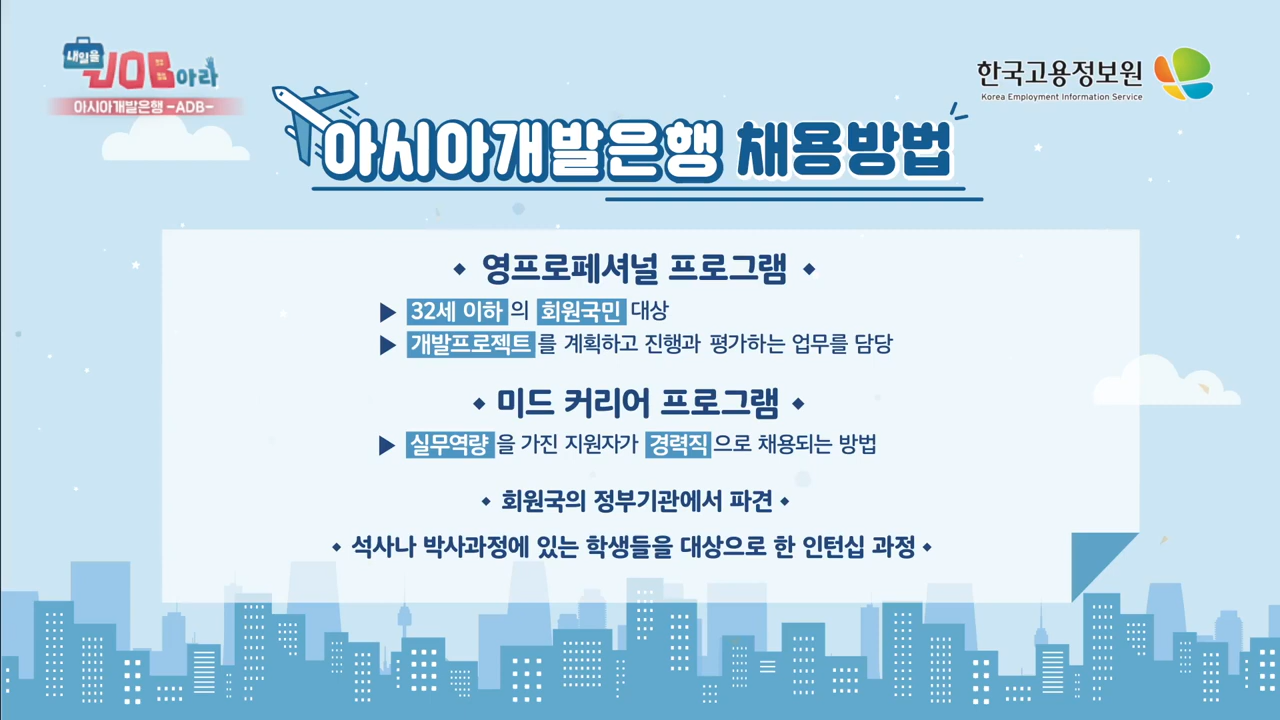 내일을 JOB아라
아시아개발은행 -ADB-
한국고용정보원
Korea Employment Information Service
아시아개발은행 채용방법
◆ 영프로페셔널 프로그램 ◆
▶ 32세 이하의 회원국민 대상
▶ 개발프로젝트를 계획하고 진행과 평가하는 업무를 담당
◆ 미드 커리어 프로그램 ◆
▶ 실무역량을 가진 지원자가 경력직으로 채용되는 방법
◆ 회원국의 정부기관에서 파견 ◆
◆ 석사나 박사과정에 있는 학생들을 대상으로 한 인턴십 과정 ◆